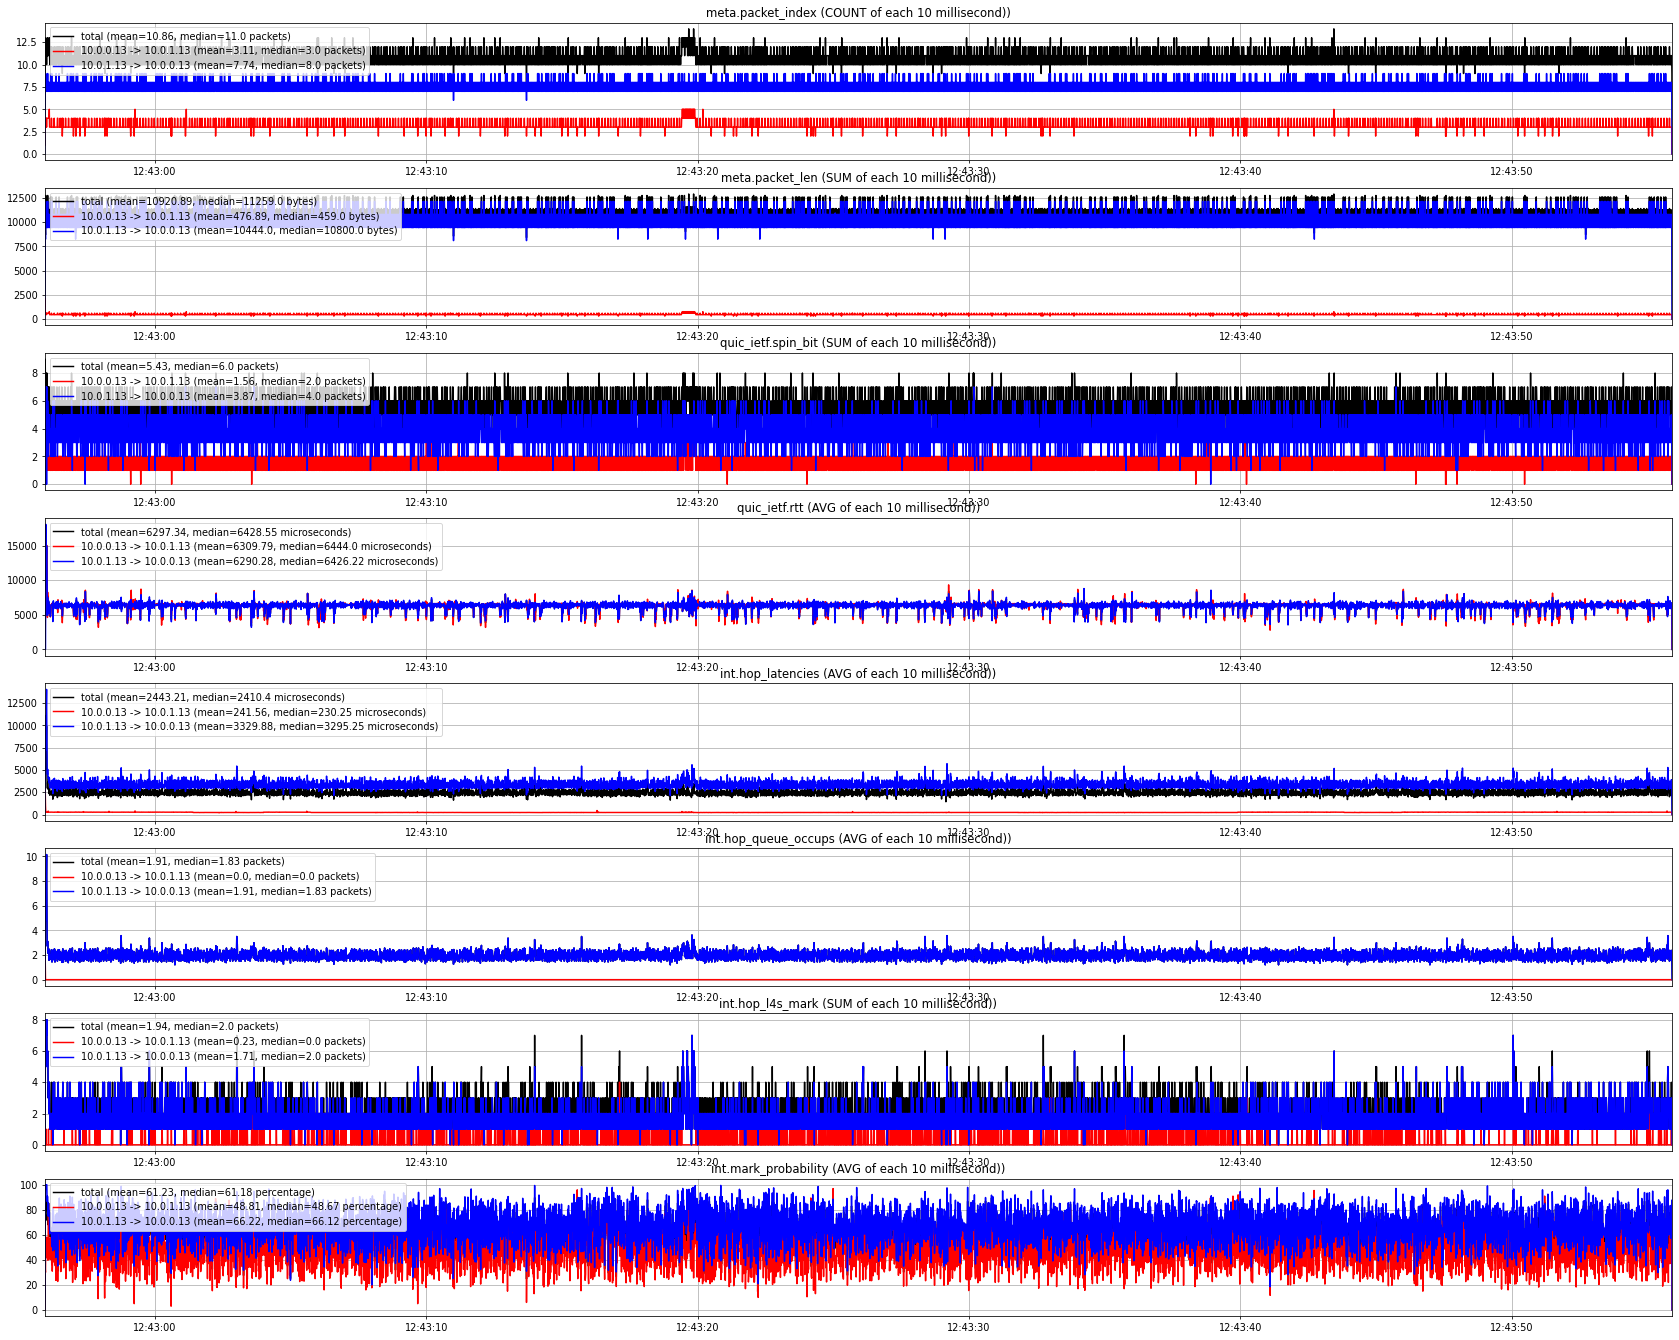 meta.packet_index (COUNT of each 10 millisecond))
total (mean=10.86, median=11.0 packets)
10.0.0.13 -> 10.0.1.13 (mean=3.11, median=3.0 packets)
10.0.1.13 -> 10.0.0.13 (mean=7.74, median=8.0 packets)
12.5
10.0
7.5
5.0
2.5
0.0
12:43:00 12:43:10 12:43:20 12:43:30 12:43:40 12:43:50
meta.packet_len (SUM of each 10 millisecond))
total (mean=10920.89, median=11259.0 bytes)
10.0.0.13 -> 10.0.1.13 (mean=476.89, median=459.0 bytes)
10.0.1.13 -> 10.0.0.13 (mean=10444.0, median=10800.0 bytes)
12500
10000
7500
5000
2500
0
12:43:00 12:43:10 12:43:20 12:43:30 12:43:40 12:43:50
quic_ietf.spin_bit (SUM of each 10 millisecond))
total (mean=5.43, median=6.0 packets)
10.0.0.13 -> 10.0.1.13 (mean=1.56, median=2.0 packets)
10.0.1.13 -> 10.0.0.13 (mean=3.87, median=4.0 packets)
8
6
4
2
0
12:43:00 12:43:10 12:43:20 12:43:30 12:43:40 12:43:50
quic_ietf.rtt (AVG of each 10 millisecond))
total (mean=6297.34, median=6428.55 microseconds)
10.0.0.13 -> 10.0.1.13 (mean=6309.79, median=6444.0 microseconds)
10.0.1.13 -> 10.0.0.13 (mean=6290.28, median=6426.22 microseconds)
15000
10000
5000
0
12:43:00 12:43:10 12:43:20 12:43:30 12:43:40 12:43:50
int.hop_latencies (AVG of each 10 millisecond))
total (mean=2443.21, median=2410.4 microseconds)
10.0.0.13 -> 10.0.1.13 (mean=241.56, median=230.25 microseconds)
10.0.1.13 -> 10.0.0.13 (mean=3329.88, median=3295.25 microseconds)
12500
10000
7500
5000
2500
0
12:43:00 12:43:10 12:43:20 12:43:30 12:43:40 12:43:50
int.hop_queue_occups (AVG of each 10 millisecond))
total (mean=1.91, median=1.83 packets)
10.0.0.13 -> 10.0.1.13 (mean=0.0, median=0.0 packets)
10.0.1.13 -> 10.0.0.13 (mean=1.91, median=1.83 packets)
10
8
6
4
2
0
12:43:00 12:43:10 12:43:20 12:43:30 12:43:40 12:43:50
int.hop_l4s_mark (SUM of each 10 millisecond))
total (mean=1.94, median=2.0 packets)
10.0.0.13 -> 10.0.1.13 (mean=0.23, median=0.0 packets)
10.0.1.13 -> 10.0.0.13 (mean=1.71, median=2.0 packets)
8
6
4
2
0
12:43:00 12:43:10 12:43:20 12:43:30 12:43:40 12:43:50
int.mark_probability (AVG of each 10 millisecond))
total (mean=61.23, median=61.18 percentage)
10.0.0.13 -> 10.0.1.13 (mean=48.81, median=48.67 percentage)
10.0.1.13 -> 10.0.0.13 (mean=66.22, median=66.12 percentage)
100
80
60
40
20
0
12:43:00 12:43:10 12:43:20 12:43:30 12:43:40 12:43:50